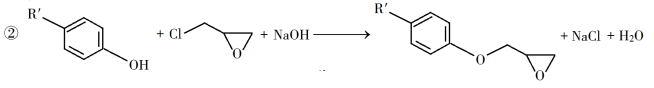 ② R′ OH + Cl O + NaOH R′ O O + NaCl + H₂O